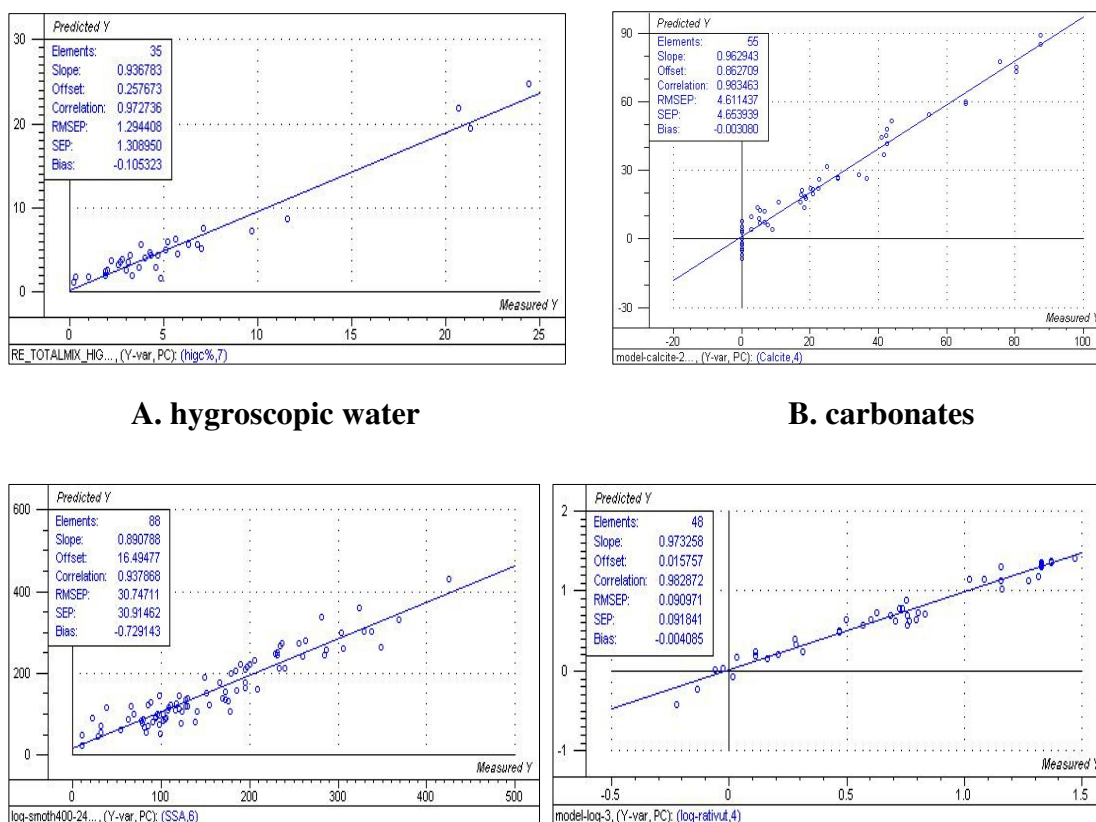 Predicted Y
30
Elements: 35
Slope: 0.936783
Offset: 0.257673
Correlation: 0.972736
RMSEP: 1.294408
SEP: 1.308950
Bias: -0.105323
20
10
0
Measured Y
0 5 10 15 20 25
RE_TOTALMIX_HIG... , (Y-var, PC): (higc%,7)
Predicted Y
90
Elements: 55
Slope: 0.962943
Offset: 0.862709
Correlation: 0.983463
RMSEP: 4.611437
SEP: 4.653939
Bias: -0.003080
60
30
0
-30
Measured Y
-20 0 20 40 60 80 100
model-calcite-2... , (Y-var, PC): (Calcite,4)
A. hygroscopic water
B. carbonates
Predicted Y
600
Elements: 88
Slope: 0.890788
Offset: 16.49477
Correlation: 0.937868
RMSEP: 30.74711
SEP: 30.91462
Bias: -0.729143
400
200
0
Measured Y
0 100 200 300 400 500
log-smoth400-24... , (Y-var, PC): (SSA,6)
Predicted Y
2
Elements: 48
Slope: 0.973258
Offset: 0.015757
Correlation: 0.982872
RMSEP: 0.090971
SEP: 0.091841
Bias: -0.004085
1
0
-1
Measured Y
-0.5 0 0.5 1.0 1.5
model-log-3, (Y-var, PC): (log-rativut,4)